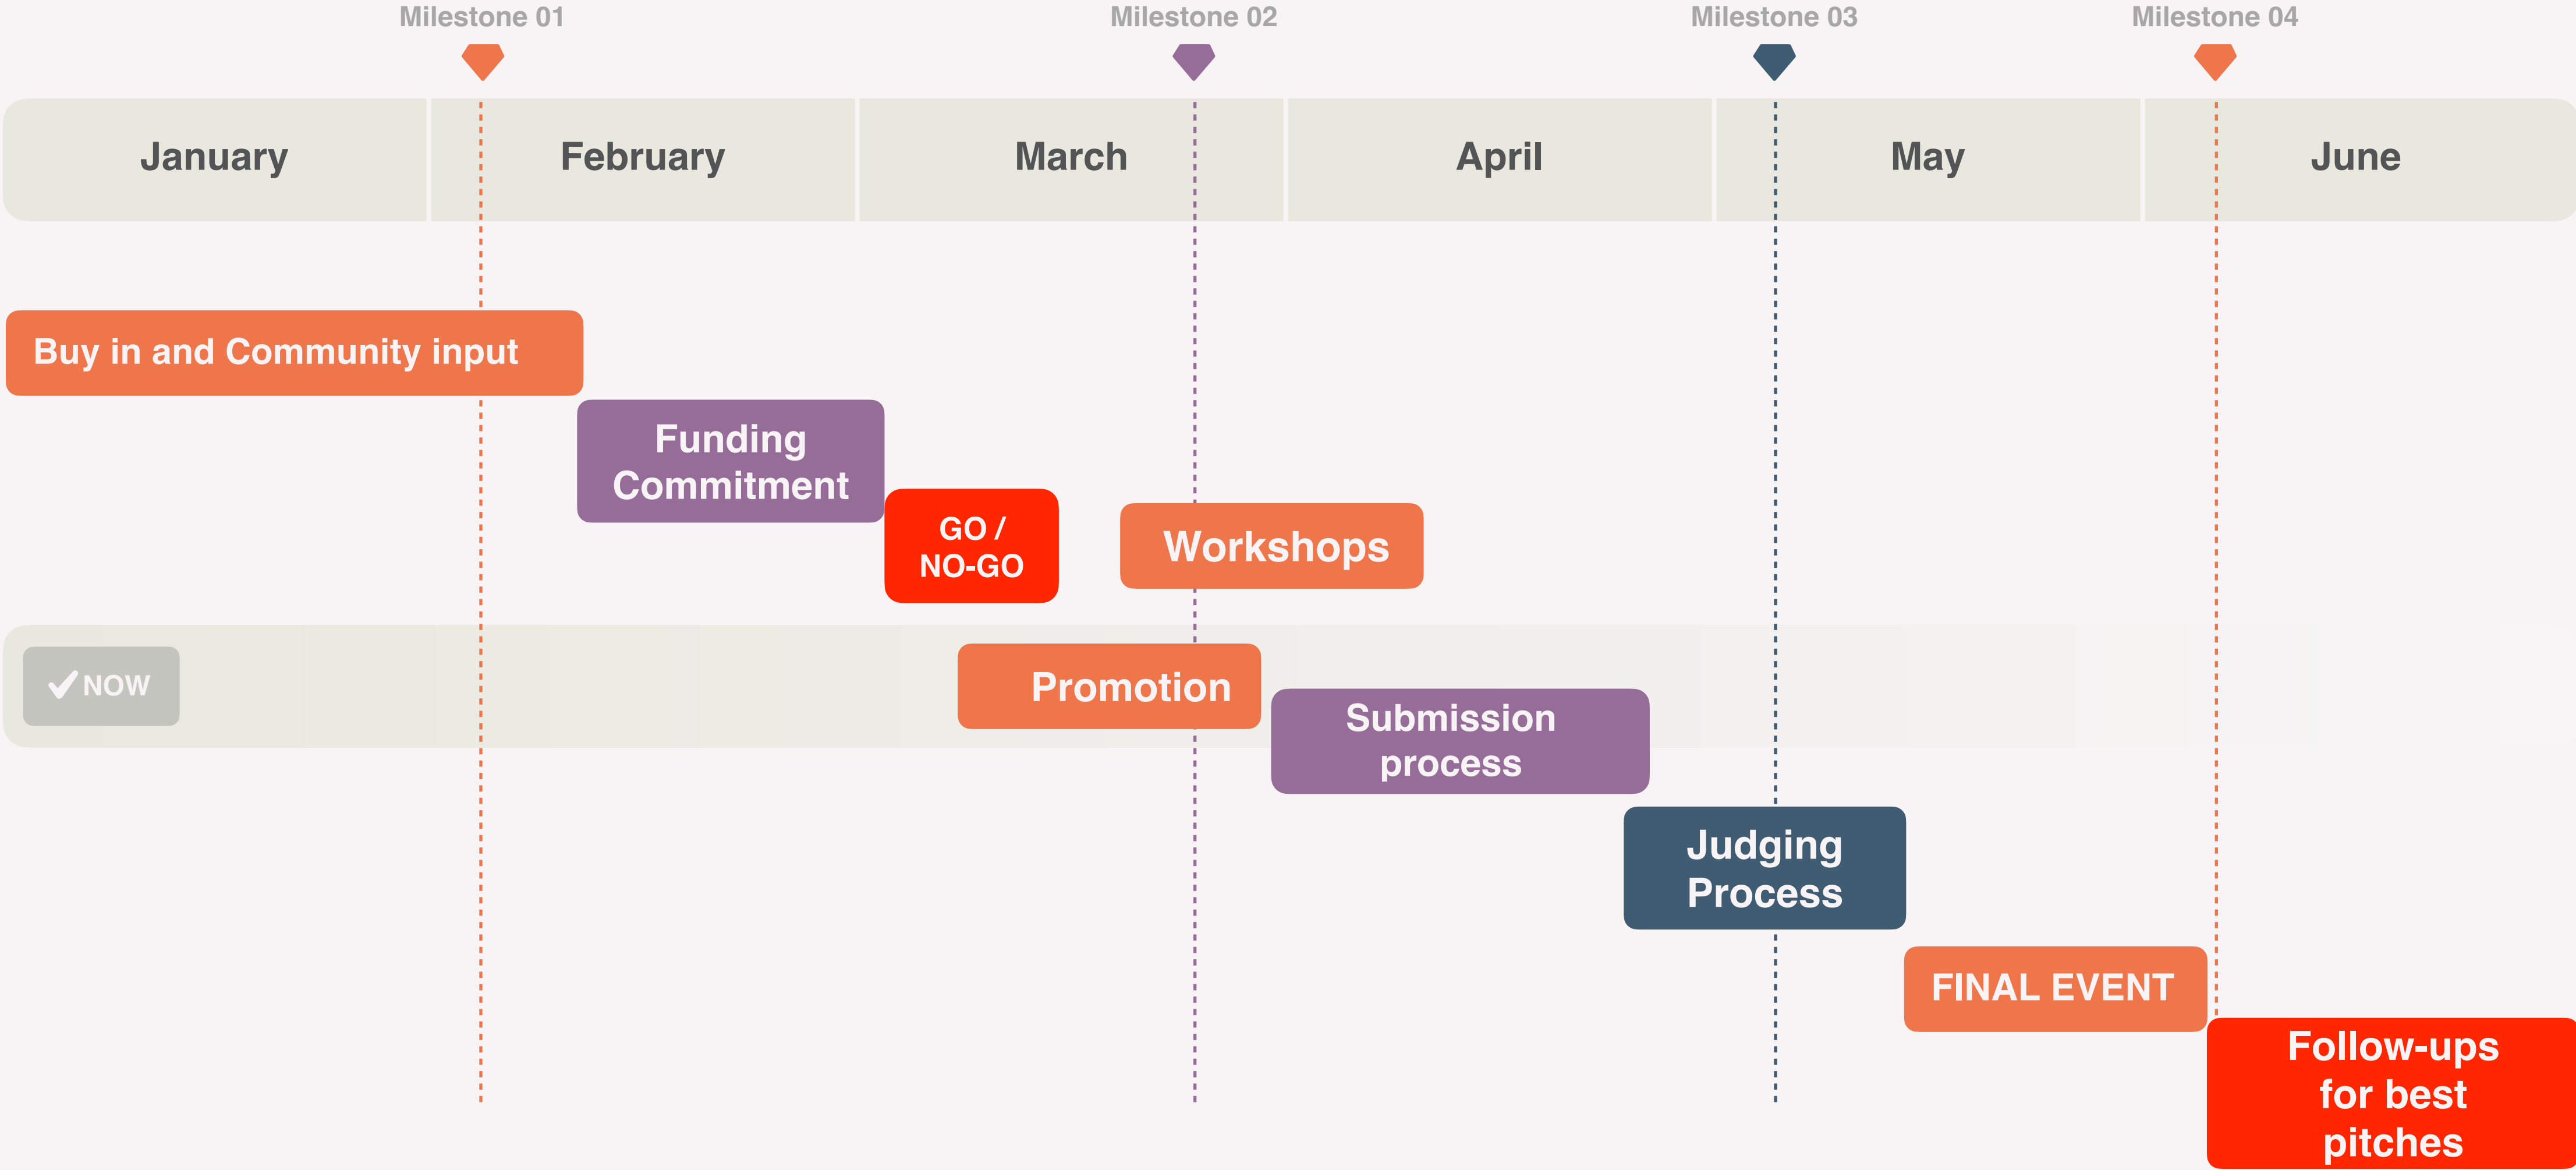 Milestone 01
Milestone 02
Milestone 03
Milestone 04
January
February
March
April
May
June
Buy in and Community input
Funding
Commitment
GO /
NO-GO
Workshops
NOW
Promotion
Submission
process
Judging
Process
FINAL EVENT
Follow-ups
for best
pitches